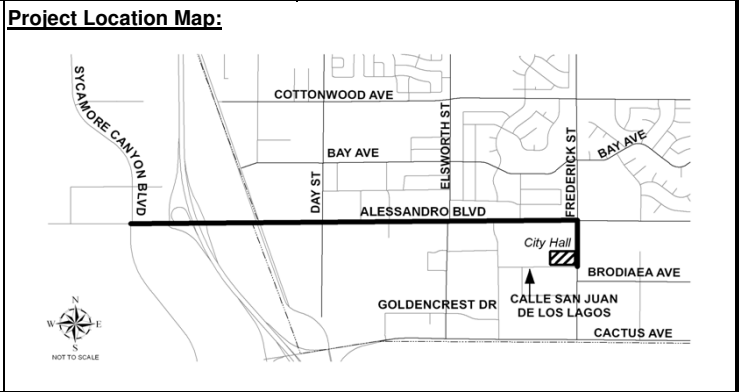 Project Location Map:
SYCAMORE CANYON BLVD
COTTONWOOD AVE
ELSWORTH ST
FREDERICK ST
BAY AVE
BAY AVE
DAY ST
ALESSANDRO BLVD
City Hall
BRODIAEA AVE
GOLDENCREST DR
CALLE SAN JUAN
DE LOS LAGOS
CACTUS AVE
N
W
E
S
NOT TO SCALE